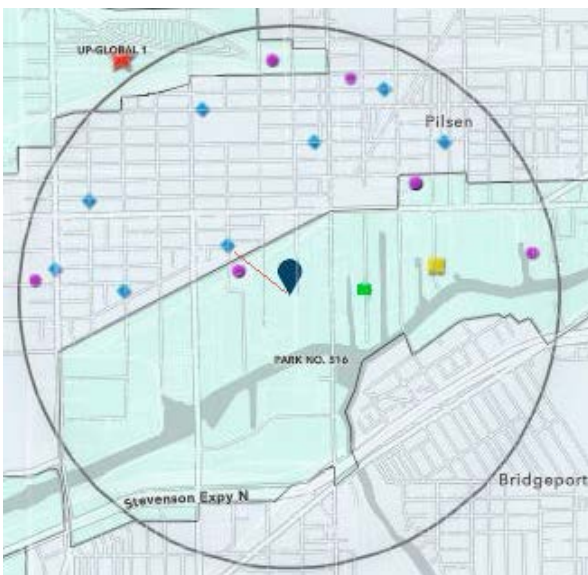 UP-GLOBAL 1
Pilsen
PARK NO. 516
Bridgeport
Stevenson Expy N